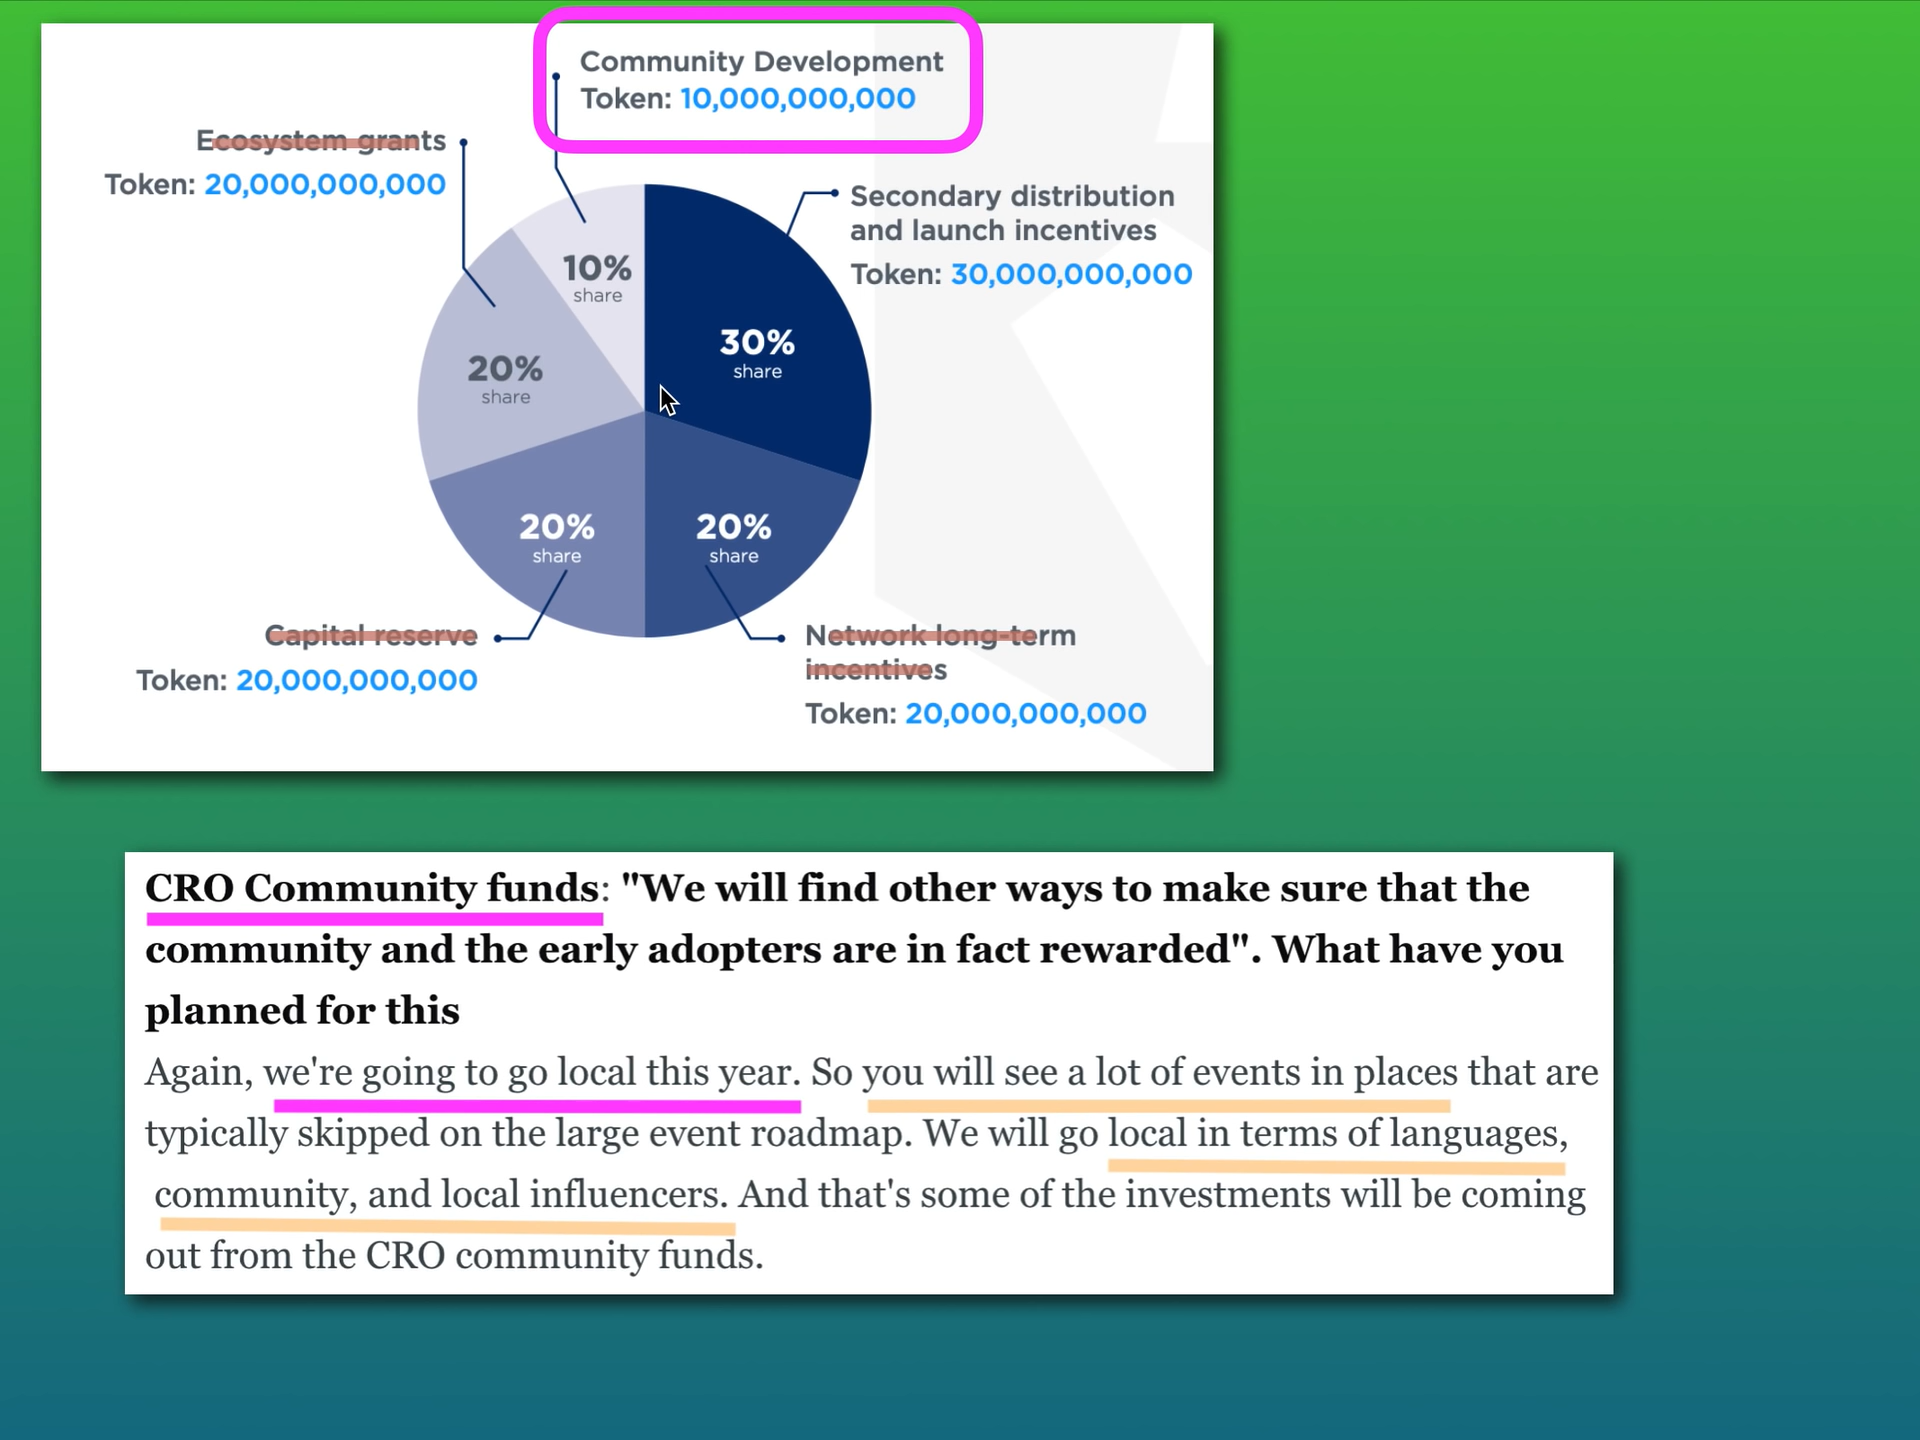 Community Development
Token: 10,000,000,000
Ecosystem grants
Token: 20,000,000,000
Secondary distribution
and launch incentives
Token: 30,000,000,000
10%
share
30%
share
20%
share
20%
share
20%
share
Capital reserve
Token: 20,000,000,000
Network long-term
incentives
Token: 20,000,000,000
CRO Community funds: "We will find other ways to make sure that the
community and the early adopters are in fact rewarded". What have you
planned for this
Again, we're going to go local this year. So you will see a lot of events in places that are
typically skipped on the large event roadmap. We will go local in terms of languages,
community, and local influencers. And that's some of the investments will be coming
out from the CRO community funds.